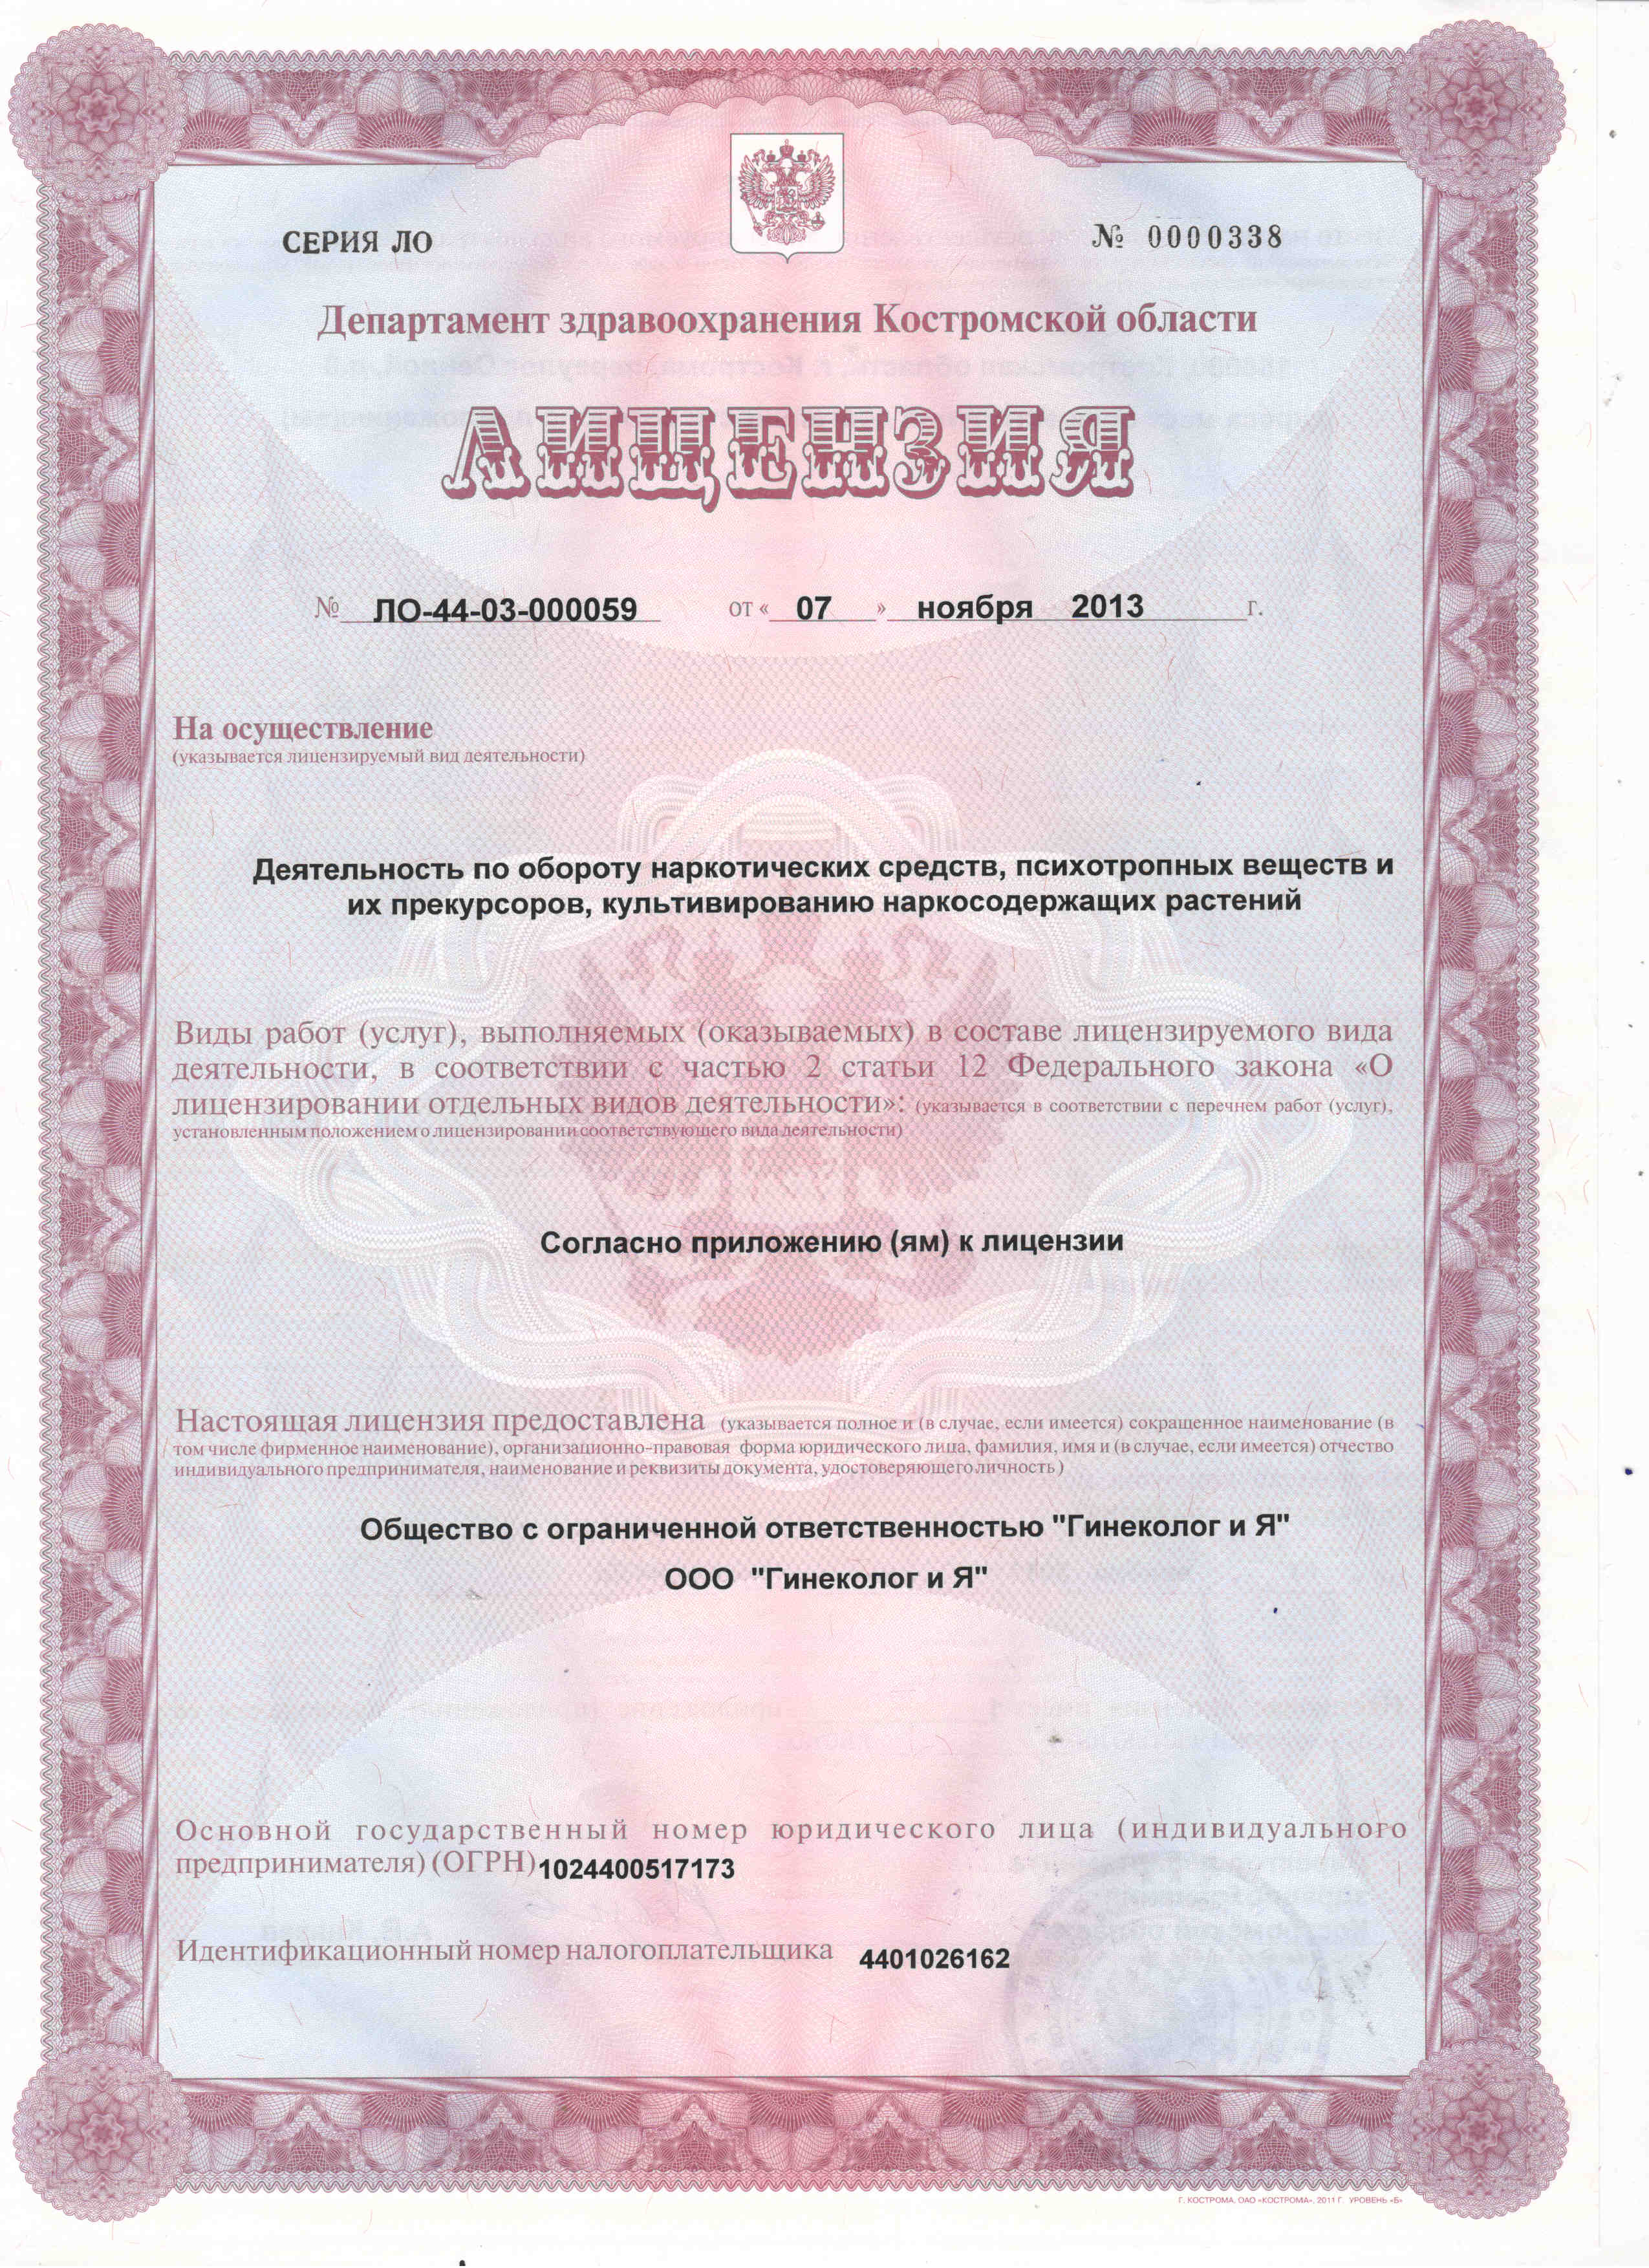 СЕРИЯ ЛО
№ 0000338
Департамент здравоохранения Костромской области
ЛИЦЕНЗИЯ
№ ЛО-44-03-000059 от « 07 » ноября 2013 г.
На осуществление
(указывается лицензируемый вид деятельности)
Деятельность по обороту наркотических средств, психотропных веществ и
их прекурсоров, культивированию наркосодержащих растений
Виды работ (услуг), выполняемых (оказываемых) в составе лицензируемого вида
деятельности, в соответствии с частью 2 статьи 12 Федерального закона «О
лицензировании отдельных видов деятельности»: (указывается в соответствии с перечнем работ (услуг),
установленным положением о лицензировании соответствующего вида деятельности)
Согласно приложению (ям) к лицензии
Настоящая лицензия предоставлена (указывается полное и (в случае, если имеется) сокращенное наименование (в
том числе фирменное наименование), организационно-правовая форма юридического лица, фамилия, имя и (в случае, если имеется) отчество
индивидуального предпринимателя, наименование и реквизиты документа, удостоверяющего личность)
Общество с ограниченной ответственностью "Гинеколог и Я"
ООО "Гинеколог и Я"
Основной государственный номер юридического лица (индивидуального
предпринимателя) (ОГРН) 1024400517173
Идентификационный номер налогоплательщика 4401026162
Г. КОСТРОМА, ОАО «КОСТРОМА», 2011 Г. УРОВЕНЬ «Б»